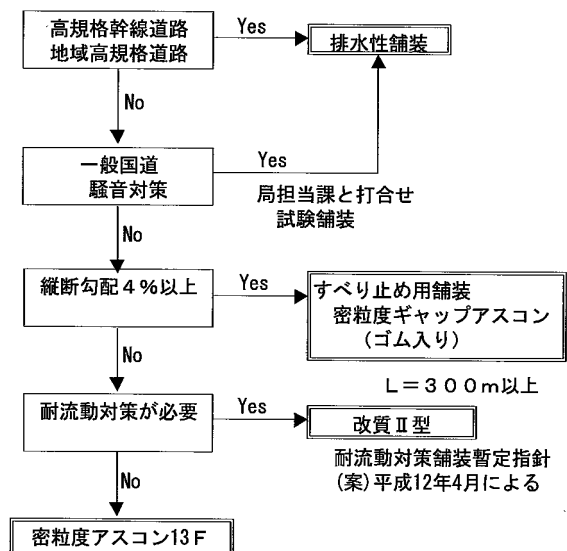 高規格幹線道路
地域高規格道路
Yes
排水性舗装
No
一般国道
騒音対策
Yes
局担当課と打合せ
試験舗装
No
縦断勾配4%以上
Yes
すべり止め用舗装
密粒度ギャップアスコン
(ゴム入り)
L=300m以上
No
耐流動対策が必要
Yes
改質Ⅱ型
耐流動対策舗装暫定指針
(案)平成12年4月による
No
密粒度アスコン13F